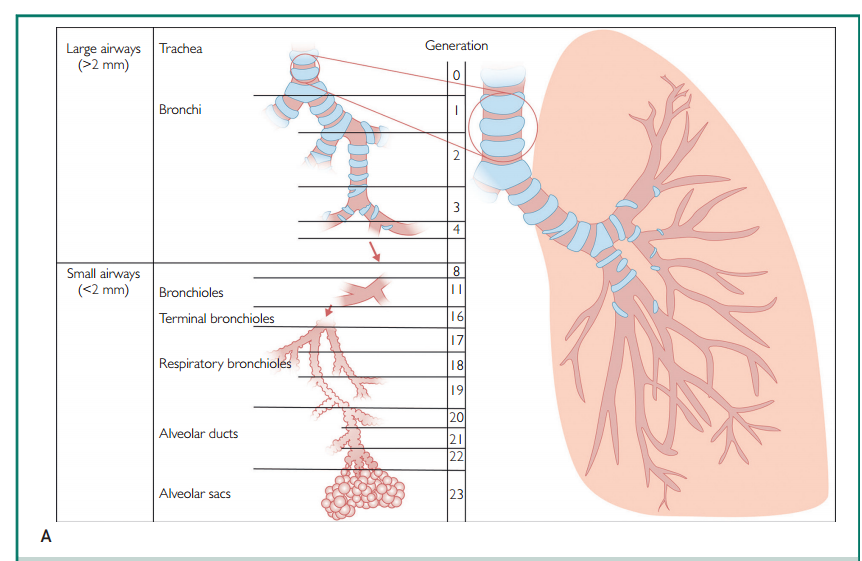 Large airways
(>2 mm)
Trachea
Generation
0
Bronchi
1
2
3
4
Small airways
(<2 mm)
8
Bronchioles
11
Terminal bronchioles
16
17
Respiratory bronchioles
18
19
20
Alveolar ducts
21
22
Alveolar sacs
23
A